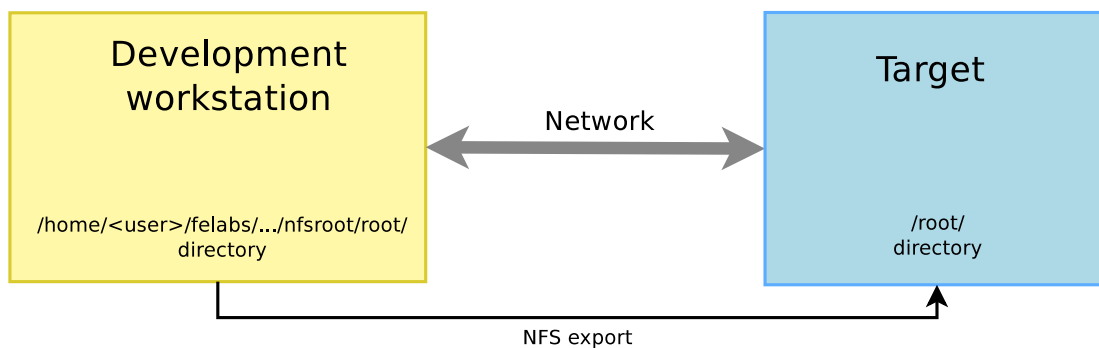 Development
workstation
/home/<user>/felabs/.../nfsroot/root/
directory
Network
Target
/root/
directory
NFS export